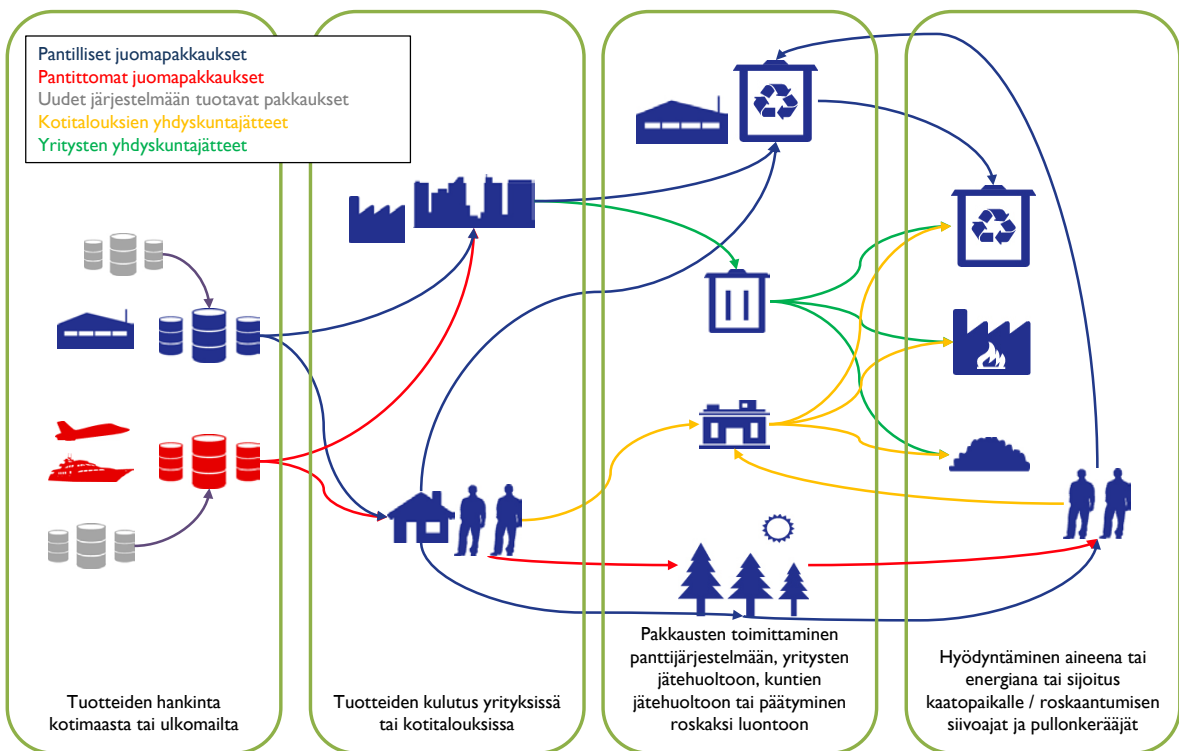 Pantilliset juomapakkaukset
Pantittomat juomapakkaukset
Uudet järjestelmään tuotavat pakkaukset
Kotitalouksien yhdyskuntajätteet
Yritysten yhdyskuntajätteet
Tuotteiden hankinta
kotimaasta tai ulkomailta
Tuotteiden kulutus yrityksissä
tai kotitalouksissa
Pakkausten toimittaminen
panttijärjestelmään, yritysten
jätehuoltoon, kuntien
jätehuoltoon tai päätyminen
roskaksi luontoon
Hyödyntäminen aineena tai
energiana tai sijoitus
kaatopaikalle / roskaantumisen
siivoajat ja pullonkerääjät